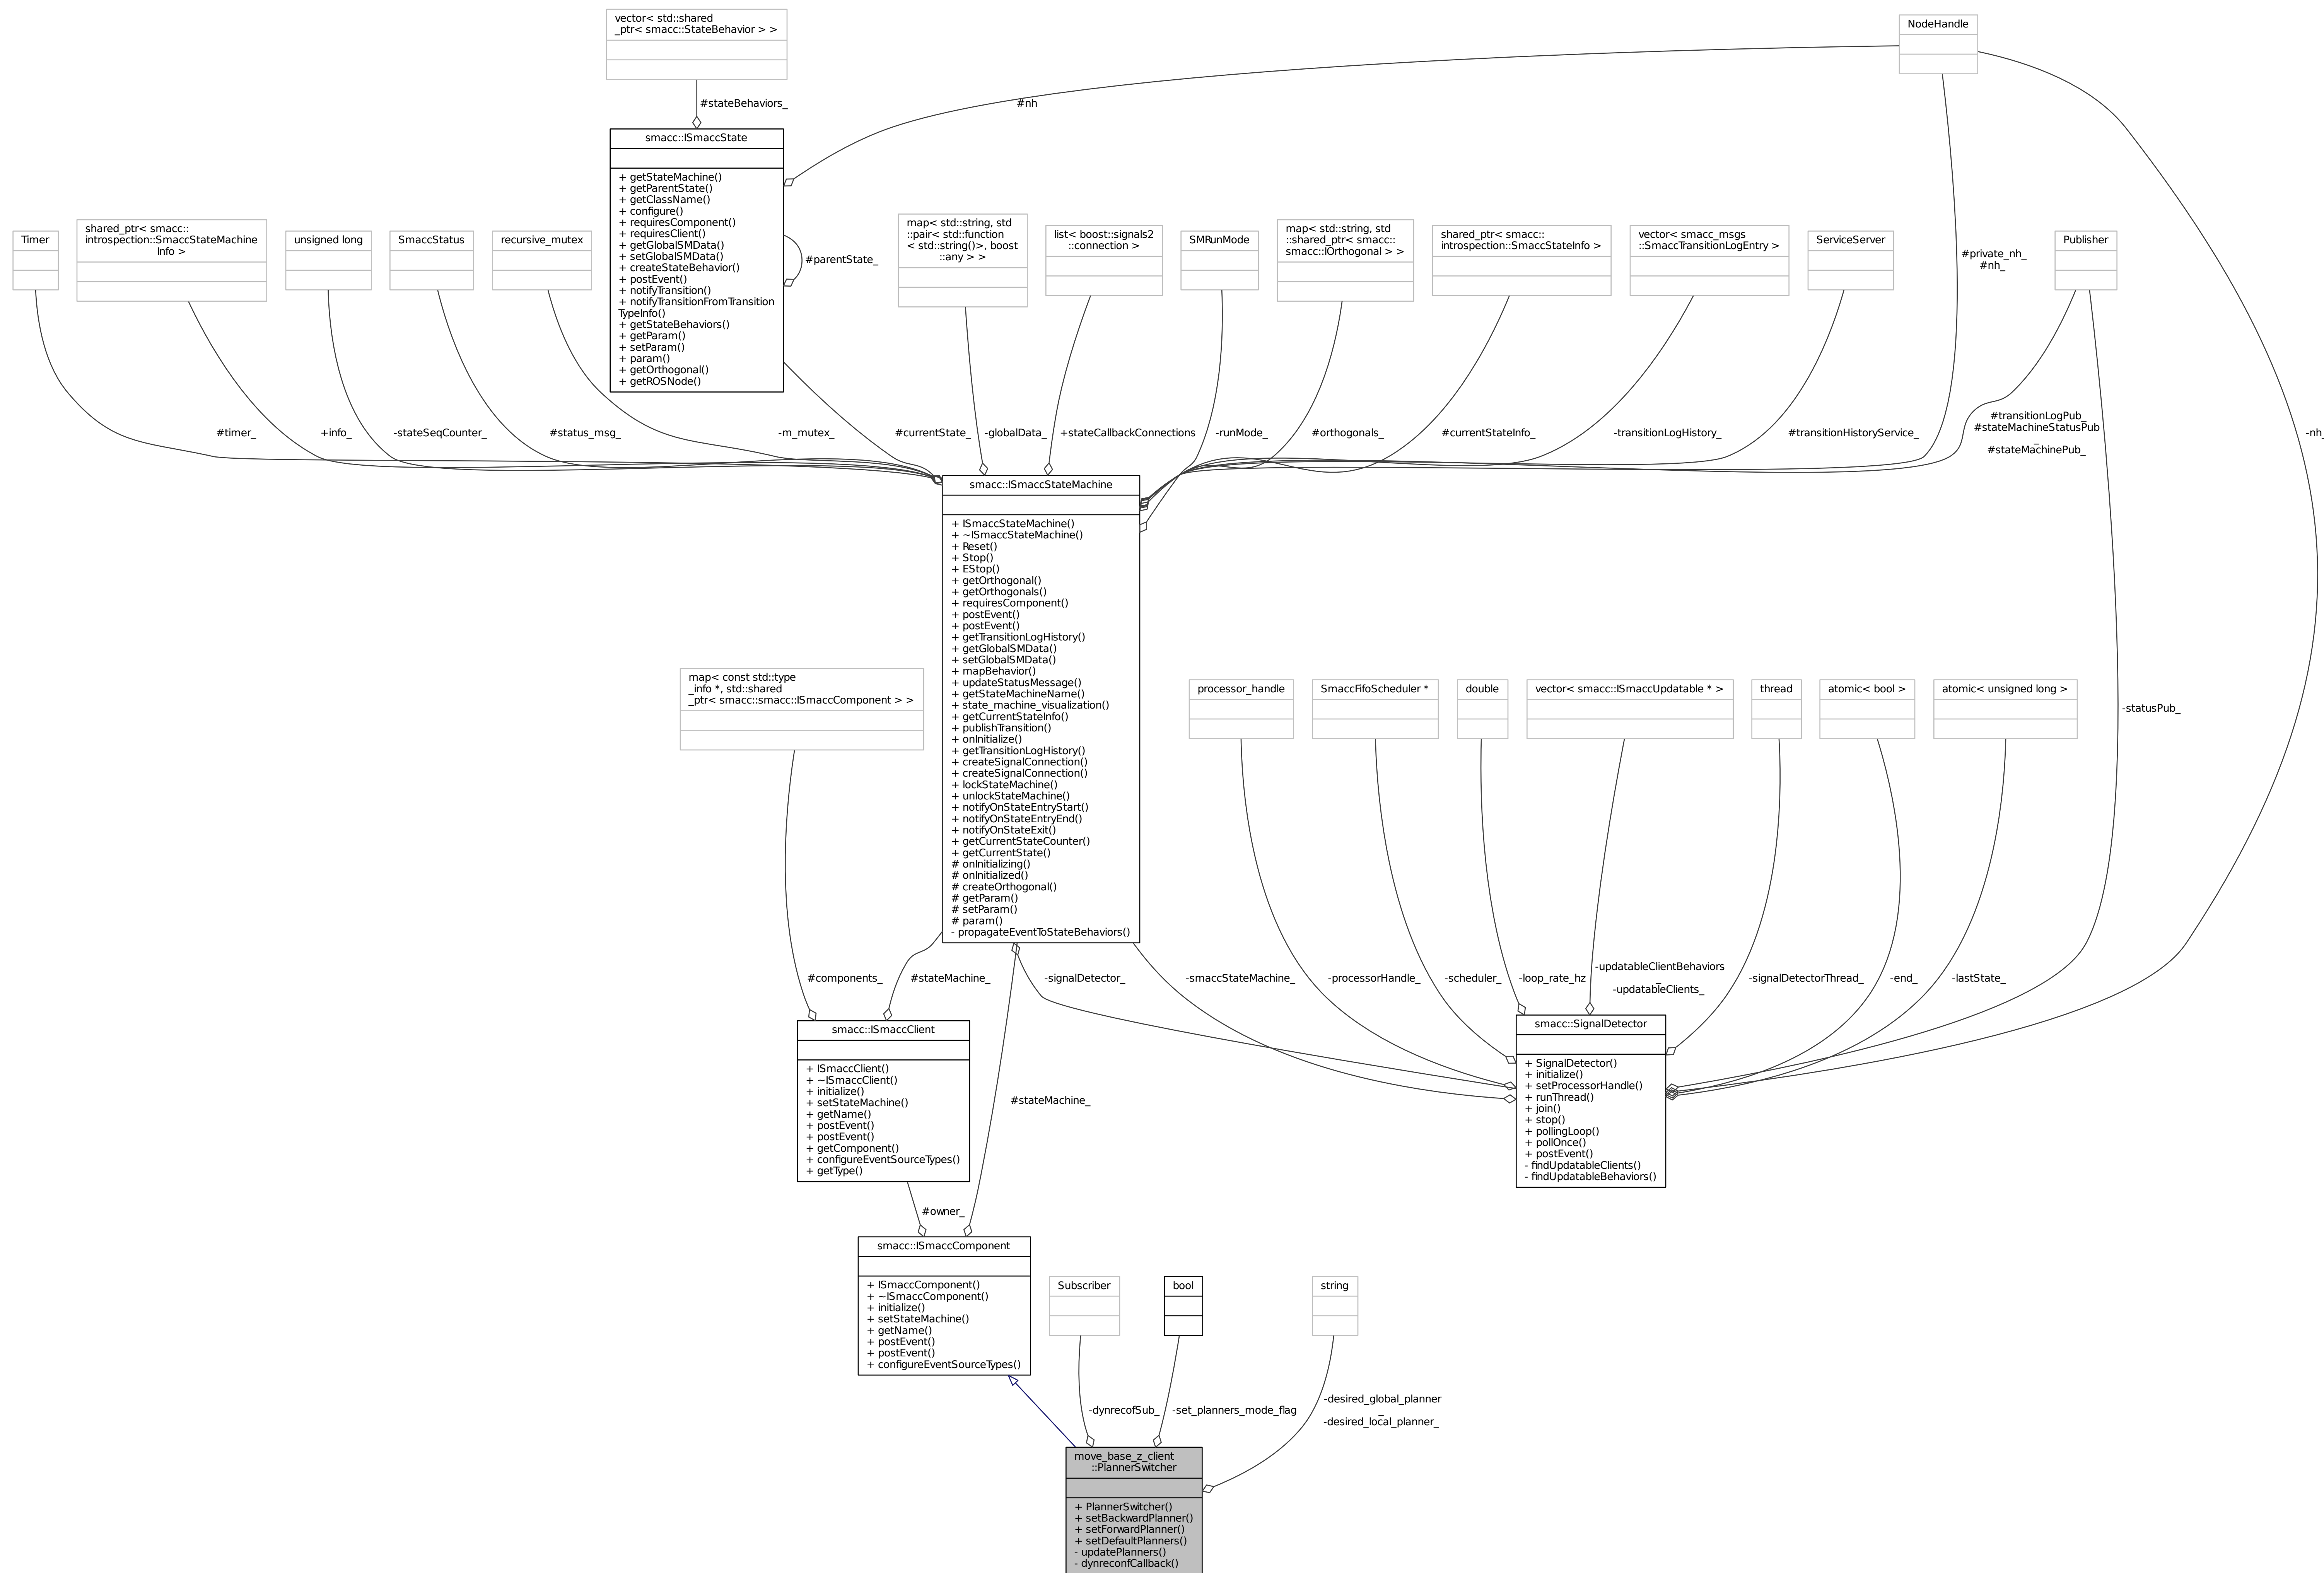 vector< std::shared
_ptr< smacc::StateBehavior > >
NodeHandle
#stateBehaviors_
#nh
smacc::ISmaccState
+ getStateMachine()
+ getParentState()
+ getClassName()
+ configure()
+ requiresComponent()
+ requiresClient()
+ getGlobalSMData()
+ setGlobalSMData()
+ createStateBehavior()
+ postEvent()
+ notifyTransition()
+ notifyTransitionFromTransition
TypeInfo()
+ getStateBehaviors()
+ getParam()
+ setParam()
+ param()
+ getOrthogonal()
+ getROSNode()
#parentState_
Timer
shared_ptr< smacc::
introspection::SmaccStateMachine
Info >
unsigned long
SmaccStatus
recursive_mutex
map< std::string, std
::pair< std::function
< std::string()>, boost
::any > >
list< boost::signals2
::connection >
SMRunMode
map< std::string, std
::shared_ptr< smacc::
smacc::IOrthogonal > >
shared_ptr< smacc::
introspection::SmaccStateInfo >
vector< smacc_msgs
::SmaccTransitionLogEntry >
ServiceServer
Publisher
#private_nh_
#nh_
#timer_
+info_
-stateSeqCounter_
#status_msg_
-m_mutex_
#currentState_
-globalData_
+stateCallbackConnections
-runMode_
#orthogonals_
#currentStateInfo_
-transitionLogHistory_
#transitionHistoryService_
#transitionLogPub_
#stateMachineStatusPub
_
#stateMachinePub_
-nh_
smacc::ISmaccStateMachine
+ ISmaccStateMachine()
+ ~ISmaccStateMachine()
+ Reset()
+ Stop()
+ EStop()
+ getOrthogonal()
+ getOrthogonals()
+ requiresComponent()
+ postEvent()
+ postEvent()
+ getTransitionLogHistory()
+ getGlobalSMData()
+ setGlobalSMData()
+ mapBehavior()
+ updateStatusMessage()
+ getStateMachineName()
+ state_machine_visualization()
+ getCurrentStateInfo()
+ publishTransition()
+ onInitialize()
+ getTransitionLogHistory()
+ createSignalConnection()
+ createSignalConnection()
+ lockStateMachine()
+ unlockStateMachine()
+ notifyOnStateEntryStart()
+ notifyOnStateEntryEnd()
+ notifyOnStateExit()
+ getCurrentStateCounter()
+ getCurrentState()
# onInitializing()
# onInitialized()
# createOrthogonal()
# getParam()
# setParam()
# param()
- propagateEventToStateBehaviors()
map< const std::type
_info *, std::shared
_ptr< smacc::smacc::ISmaccComponent > >
processor_handle
SmaccFifoScheduler *
double
vector< smacc::ISmaccUpdatable * >
thread
atomic< bool >
atomic< unsigned long >
-statusPub_
#components_
#stateMachine_
-signalDetector_
-smaccStateMachine_
-processorHandle_
-scheduler_
-loop_rate_hz
-updatableClientBehaviors
_
-updatableClients_
-signalDetectorThread_
-end_
-lastState_
smacc::ISmaccClient
+ ISmaccClient()
+ ~ISmaccClient()
+ initialize()
+ setStateMachine()
+ getName()
+ postEvent()
+ postEvent()
+ getComponent()
+ configureEventSourceTypes()
+ getType()
#stateMachine_
smacc::SignalDetector
+ SignalDetector()
+ initialize()
+ setProcessorHandle()
+ runThread()
+ join()
+ stop()
+ pollingLoop()
+ pollOnce()
+ postEvent()
- findUpdatableClients()
- findUpdatableBehaviors()
#owner_
smacc::ISmaccComponent
+ ISmaccComponent()
+ ~ISmaccComponent()
+ initialize()
+ setStateMachine()
+ getName()
+ postEvent()
+ postEvent()
+ configureEventSourceTypes()
Subscriber
bool
string
-dynrecofSub_
-set_planners_mode_flag
-desired_global_planner
_
-desired_local_planner_
move_base_z_client
::PlannerSwitcher
+ PlannerSwitcher()
+ setBackwardPlanner()
+ setForwardPlanner()
+ setDefaultPlanners()
- updatePlanners()
- dynreconfCallback()